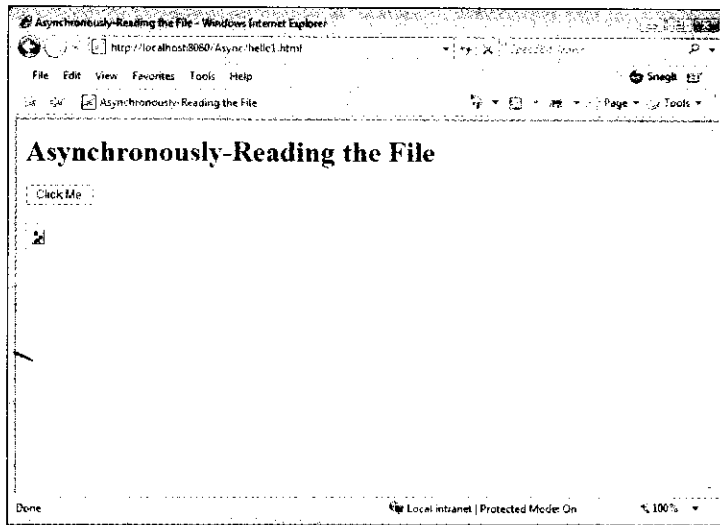 Asynchronously-Reading the File - Windows Internet Explorer
http://localhost:8080/Async/hello1.html
File Edit View Favorites Tools Help
SnagIt
Asynchronously-Reading the File
Page Tools
Asynchronously-Reading the File
Click Me
Done
Local intranet | Protected Mode: On
100%